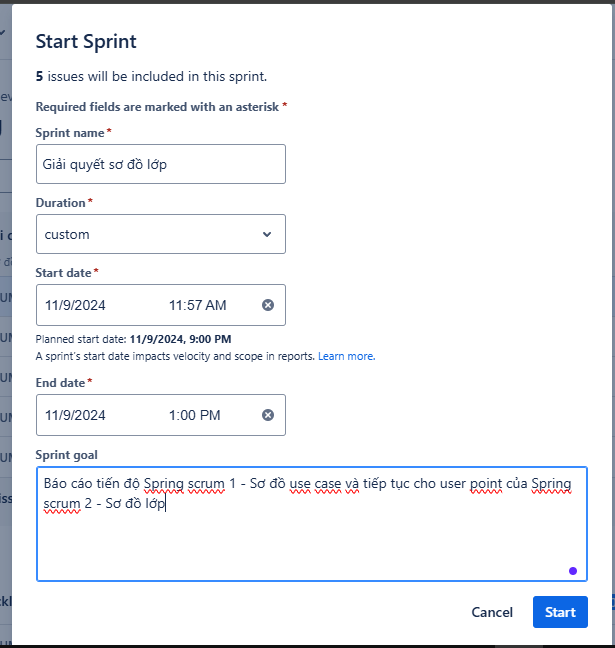 Start Sprint
5 issues will be included in this sprint.
Required fields are marked with an asterisk *
Sprint name *
Giải quyết sơ đồ lớp
Duration *
custom
Start date *
11/9/2024 11:57 AM
Planned start date: 11/9/2024, 9:00 PM
A sprint's start date impacts velocity and scope in reports. Learn more.
End date *
11/9/2024 1:00 PM
Sprint goal
Báo cáo tiến độ Spring scrum 1 - Sơ đồ use case và tiếp tục cho user point của Spring
scrum 2 - Sơ đồ lớp
Cancel Start